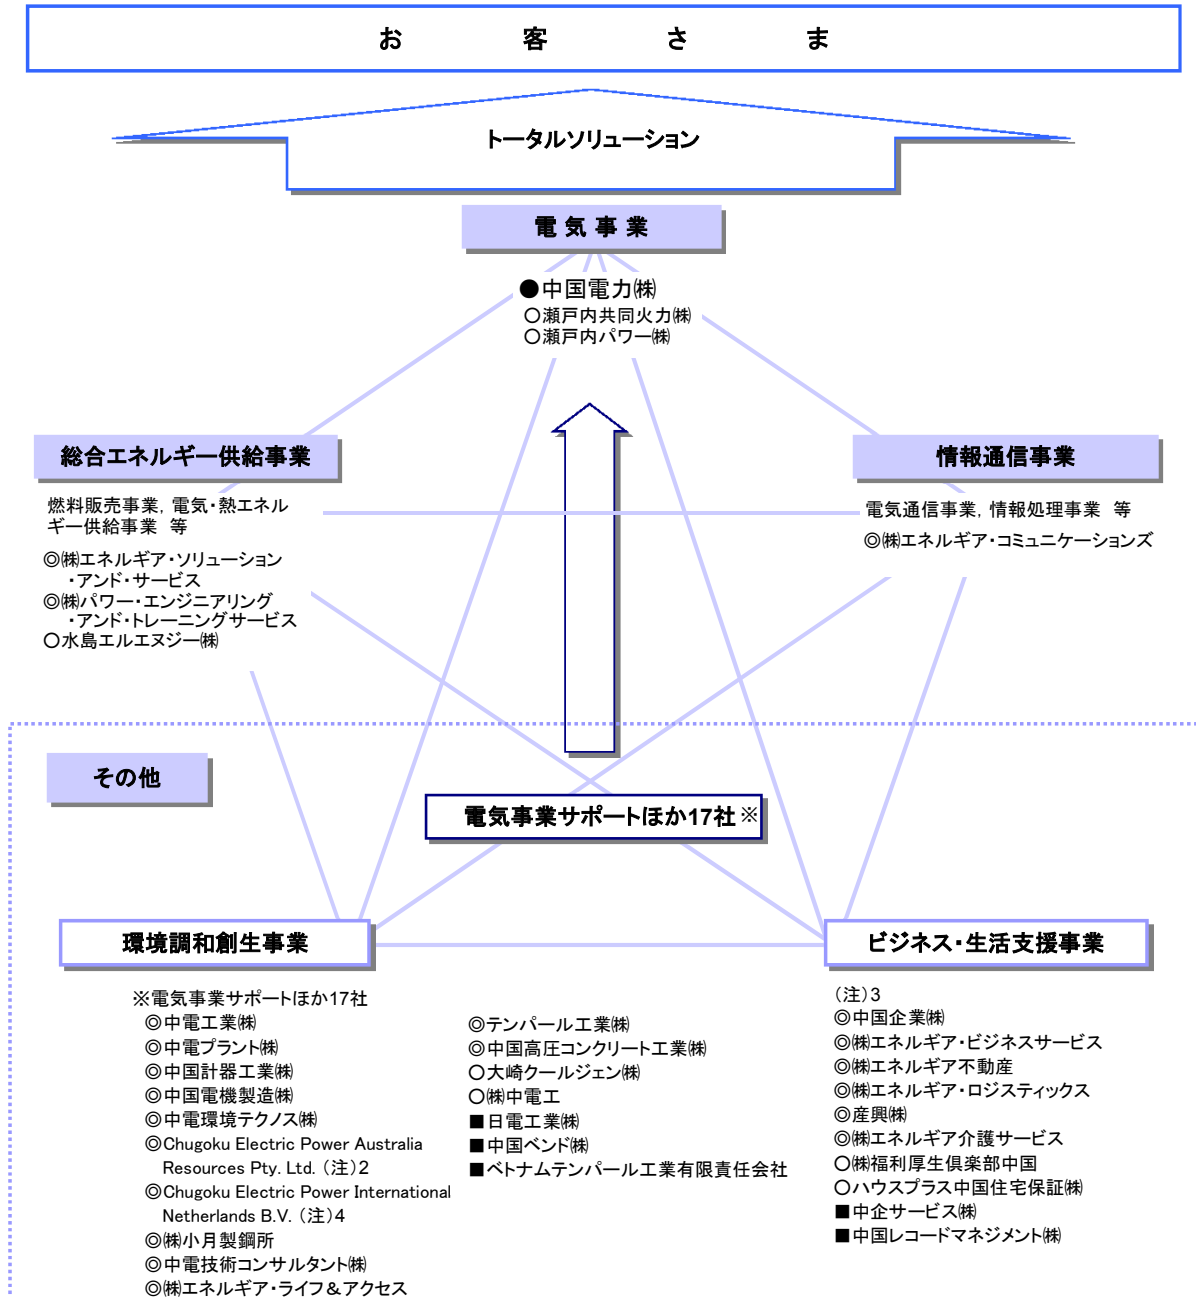 お客さま
トータルソリューション
電気事業
●中国電力㈱
○瀬戸内共同火力㈱
○瀬戸内パワー㈱
総合エネルギー供給事業
燃料販売事業，電気・熱エネル
ギー供給事業 等
◎㈱エネルギア・ソリューション
・アンド・サービス
◎㈱パワー・エンジニアリング
・アンド・トレーニングサービス
○水島エルエヌジー㈱
情報通信事業
電気通信事業，情報処理事業 等
◎㈱エネルギア・コミュニケーションズ
その他
電気事業サポートほか17社※
環境調和創生事業
※電気事業サポートほか17社
◎中電工業㈱
◎中電プラント㈱
◎中国計器工業㈱
◎中国電機製造㈱
◎中電環境テクノス㈱
◎Chugoku Electric Power Australia
Resources Pty. Ltd.（注）2
◎Chugoku Electric Power International
Netherlands B.V.（注）4
◎㈱小月製鋼所
◎中電技術コンサルタント㈱
◎㈱エネルギア・ライフ＆アクセス
◎テンパール工業㈱
◎中国高圧コンクリート工業㈱
○大崎クールジェン㈱
○㈱中電工
■日電工業㈱
■中国ベンド㈱
■ベトナムテンパール工業有限責任会社
ビジネス・生活支援事業
（注）3
◎中国企業㈱
◎㈱エネルギア・ビジネスサービス
◎㈱エネルギア不動産
◎㈱エネルギア・ロジスティックス
◎産興㈱
◎㈱エネルギア介護サービス
○㈱福利厚生倶楽部中国
○ハウスプラス中国住宅保証㈱
■中企サービス㈱
■中国レコードマネジメント㈱